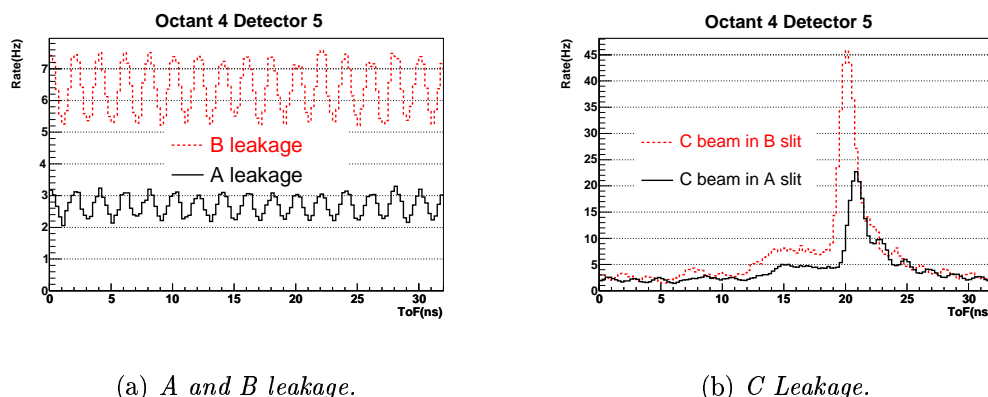 Octant 4 Detector 5
Rate(Hz)
7
6
5
4
3
2
1
0
B leakage
A leakage
0 5 10 15 20 25 30
ToF(ns)
(a) A and B leakage.
Octant 4 Detector 5
Rate(Hz)
45
40
35
30
25
20
15
10
5
0
C beam in B slit
C beam in A slit
0 5 10 15 20 25 30
ToF(ns)
(b) C Leakage.